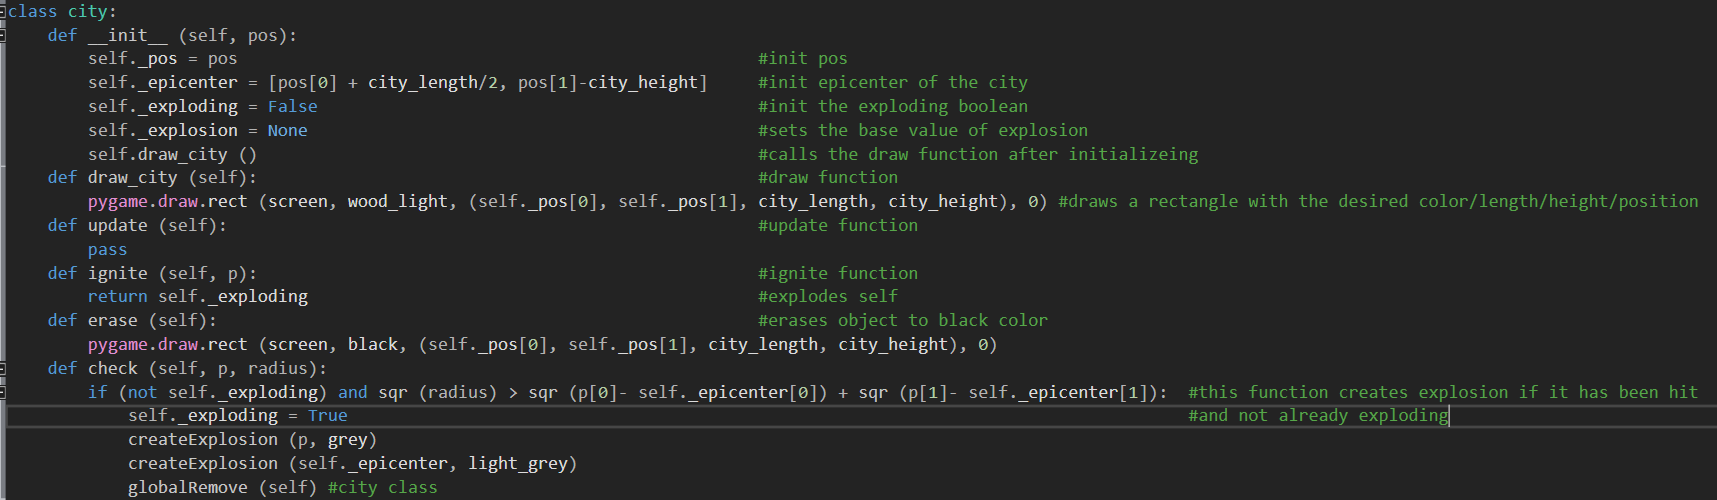 class city:
    def __init__ (self, pos):
        self._pos = pos                                                    #init pos
        self._epicenter = [pos[0] + city_length/2, pos[1]-city_height]     #init epicenter of the city
        self._exploding = False                                            #init the exploding boolean
        self._explosion = None                                             #sets the base value of explosion
        self.draw_city ()                                                  #calls the draw function after initializeing
    def draw_city (self):                                                  #draw function
        pygame.draw.rect (screen, wood_light, (self._pos[0], self._pos[1], city_length, city_height), 0) #draws a rectangle with the desired color/length/height/position
    def update (self):                                                     #update function
        pass
    def ignite (self, p):                                                  #ignite function
        return self._exploding                                             #explodes self
    def erase (self):                                                      #erases object to black color
        pygame.draw.rect (screen, black, (self._pos[0], self._pos[1], city_length, city_height), 0)
    def check (self, p, radius):
        if (not self._exploding) and sqr (radius) > sqr (p[0]- self._epicenter[0]) + sqr (p[1]- self._epicenter[1]):  #this function creates explosion if it has been hit
            self._exploding = True                                                                                    #and not already exploding
            createExplosion (p, grey)
            createExplosion (self._epicenter, light_grey)
            globalRemove (self) #city class